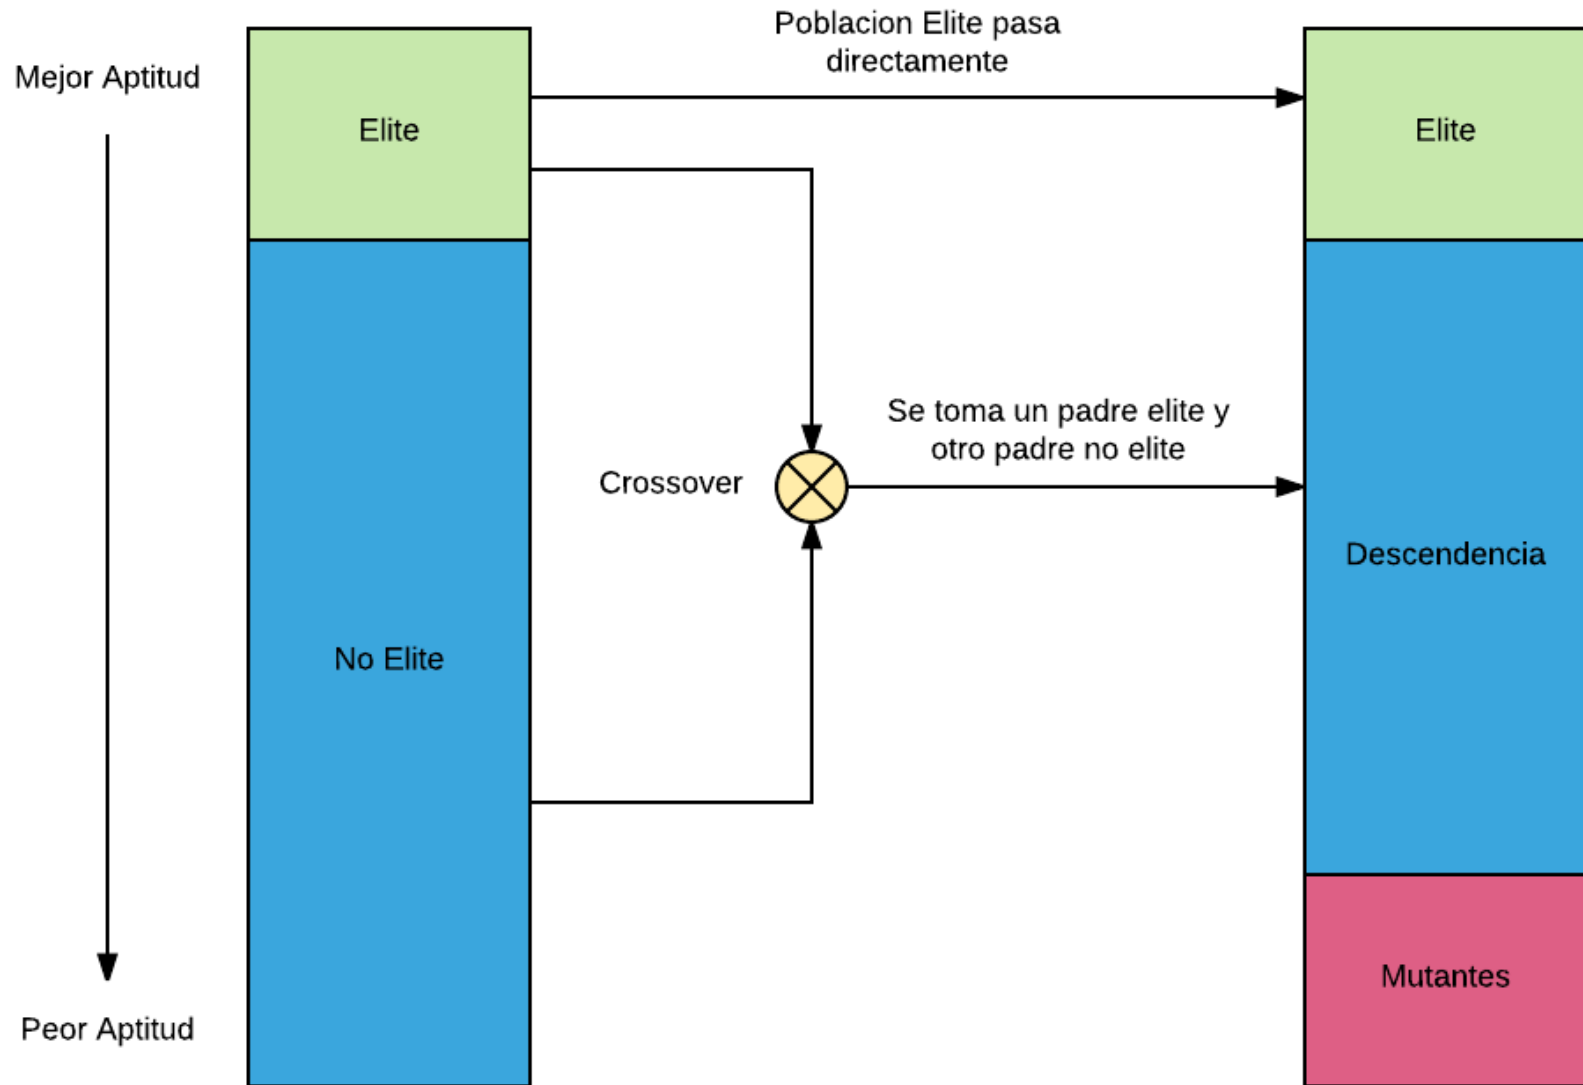 Poblacion Elite pasa
directamente
Mejor Aptitud
Elite
Elite
Se toma un padre elite y
otro padre no elite
Crossover
Descendencia
No Elite
Mutantes
Peor Aptitud